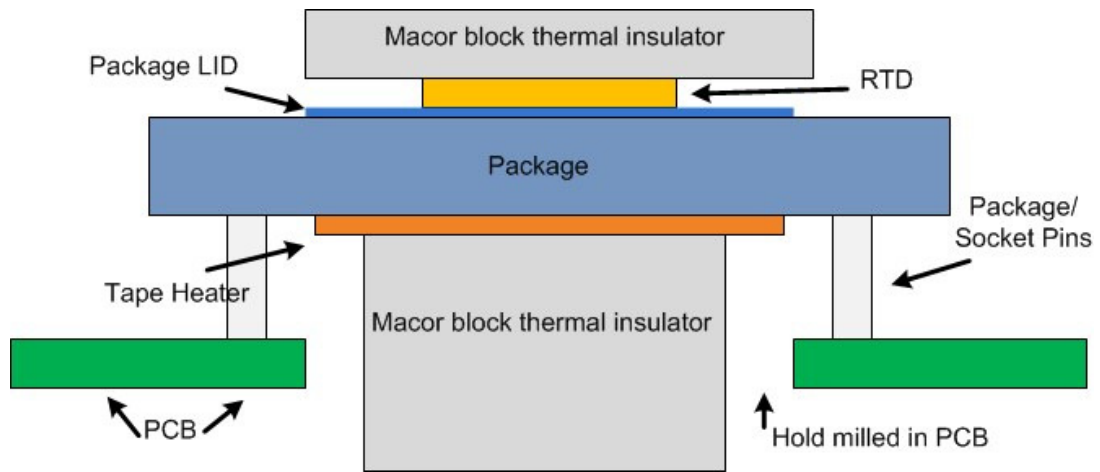 Macor block thermal insulator
Package LID
RTD
Package
Package/
Socket Pins
Tape Heater
Macor block thermal insulator
PCB
Hold milled in PCB